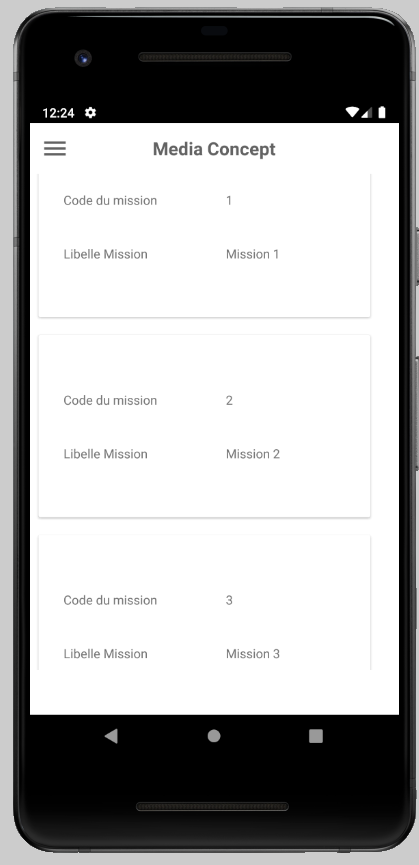 12:24
Media Concept
Code du mission 1
Libelle Mission Mission 1
Code du mission 2
Libelle Mission Mission 2
Code du mission 3
Libelle Mission Mission 3